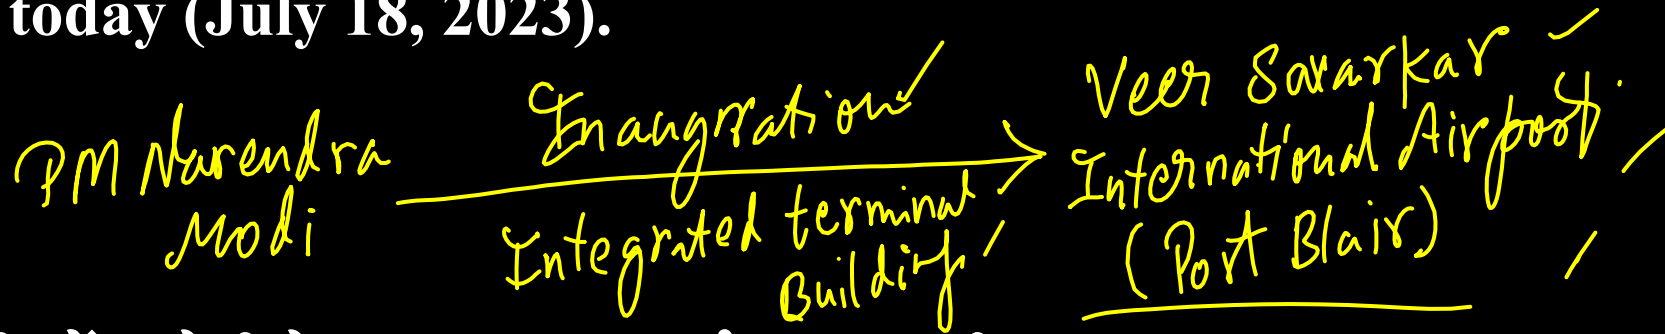 today (July 18, 2023).
PM Narendra
Modi
Inaugration
Integrated terminal
Building
Veer Savarkar
International Airport.
(Port Blair)